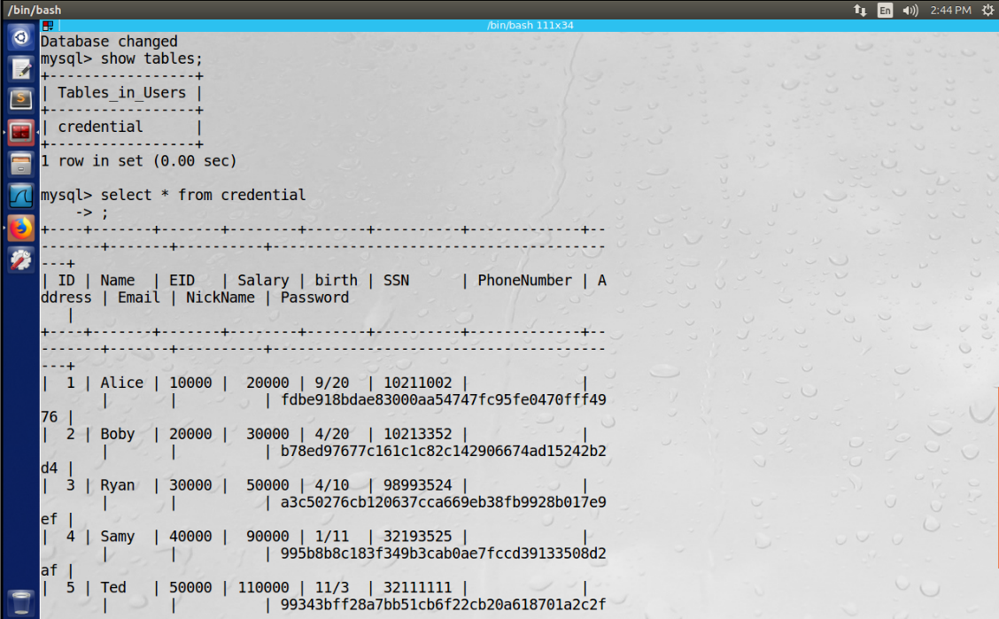 /bin/bash
En
2:44 PM
/bin/bash 111x34
Database changed
mysql> show tables;
+-----------------+
| Tables_in_Users |
+-----------------+
| credential      |
+-----------------+
1 row in set (0.00 sec)
mysql> select * from credential
    -> ;
+----+-------+-------+--------+-------+----------+-------------+--
-------+-------+----------+---------------------------------------
---+
| ID | Name  | EID   | Salary | birth | SSN      | PhoneNumber | A
ddress | Email | NickName | Password
   |
+----+-------+-------+--------+-------+----------+-------------+--
-------+-------+----------+---------------------------------------
---+
|  1 | Alice | 10000 |  20000 | 9/20  | 10211002 |             |
       |       |          | fdbe918bdae83000aa54747fc95fe0470fff49
76 |
|  2 | Boby  | 20000 |  30000 | 4/20  | 10213352 |             |
       |       |          | b78ed97677c161c1c82c142906674ad15242b2
d4 |
|  3 | Ryan  | 30000 |  50000 | 4/10  | 98993524 |             |
       |       |          | a3c50276cb120637cca669eb38fb9928b017e9
ef |
|  4 | Samy  | 40000 |  90000 | 1/11  | 32193525 |             |
       |       |          | 995b8b8c183f349b3cab0ae7fccd39133508d2
af |
|  5 | Ted   | 50000 | 110000 | 11/3  | 32111111 |             |
       |       |          | 99343bff28a7bb51cb6f22cb20a618701a2c2f